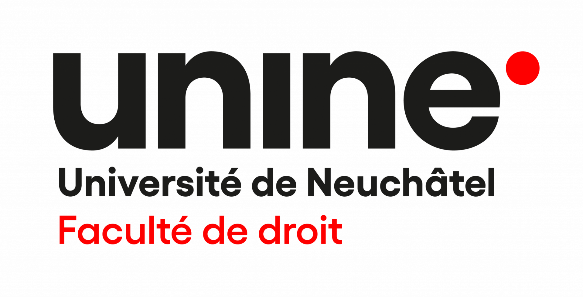 unine
Université de Neuchâtel
Faculté de droit